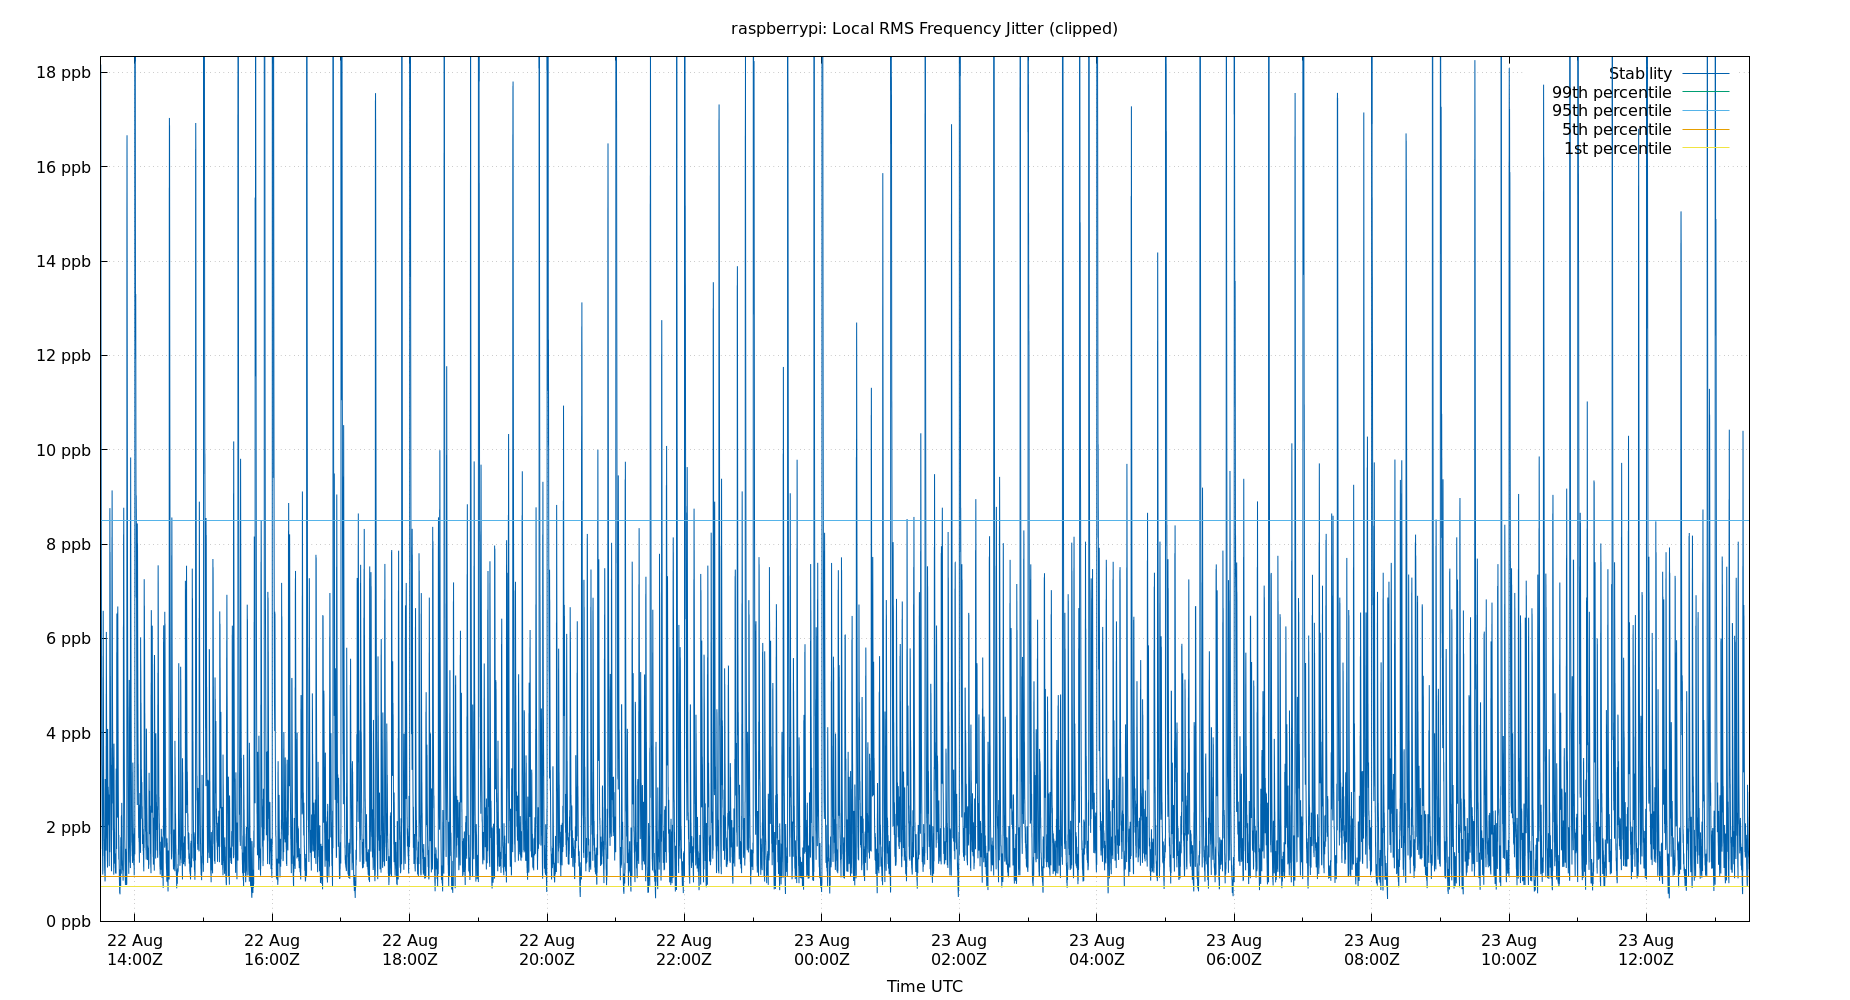 raspberrypi: Local RMS Frequency Jitter (clipped)
18 ppb
16 ppb
14 ppb
12 ppb
10 ppb
8 ppb
6 ppb
4 ppb
2 ppb
0 ppb
Stability
99th percentile
95th percentile
5th percentile
1st percentile
22 Aug 22 Aug 22 Aug 22 Aug 22 Aug 23 Aug 23 Aug 23 Aug 23 Aug 23 Aug 23 Aug 23 Aug
14:00Z 16:00Z 18:00Z 20:00Z 22:00Z 00:00Z 02:00Z 04:00Z 06:00Z 08:00Z 10:00Z 12:00Z
Time UTC